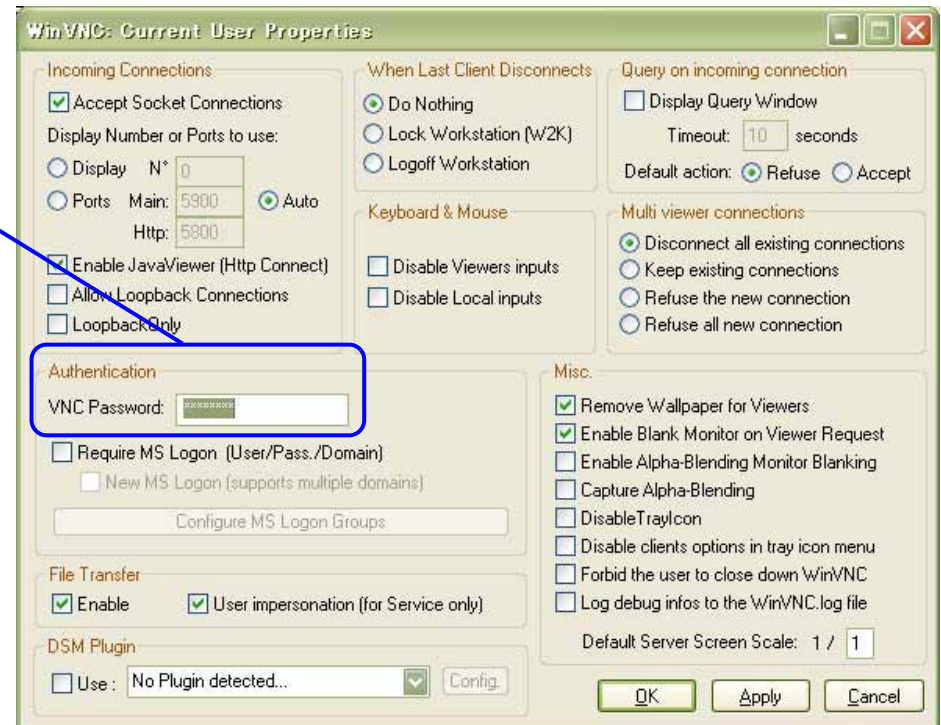 WinVNC: Current User Properties
Incoming Connections
Accept Socket Connections
Display Number or Ports to use:
Display N° 0
Ports Main: 5900 Auto
Http: 5800
Enable JavaViewer (Http Connect)
Allow Loopback Connections
LoopbackOnly
When Last Client Disconnects
Do Nothing
Lock Workstation (W2K)
Logoff Workstation
Keyboard & Mouse
Disable Viewers inputs
Disable Local inputs
Query on incoming connection
Display Query Window
Timeout: 10 seconds
Default action: Refuse Accept
Multi viewer connections
Disconnect all existing connections
Keep existing connections
Refuse the new connection
Refuse all new connection
Authentication
VNC Password: ********
Require MS Logon (User/Pass./Domain)
New MS Logon (supports multiple domains)
Configure MS Logon Groups
File Transfer
Enable User impersonation (for Service only)
DSM Plugin
Use : No Plugin detected... Config.
Misc.
Remove Wallpaper for Viewers
Enable Blank Monitor on Viewer Request
Enable Alpha-Blending Monitor Blanking
Capture Alpha-Blending
DisableTrayIcon
Disable clients options in tray icon menu
Forbid the user to close down WinVNC
Log debug infos to the WinVNC.log file
Default Server Screen Scale: 1 / 1
OK Apply Cancel